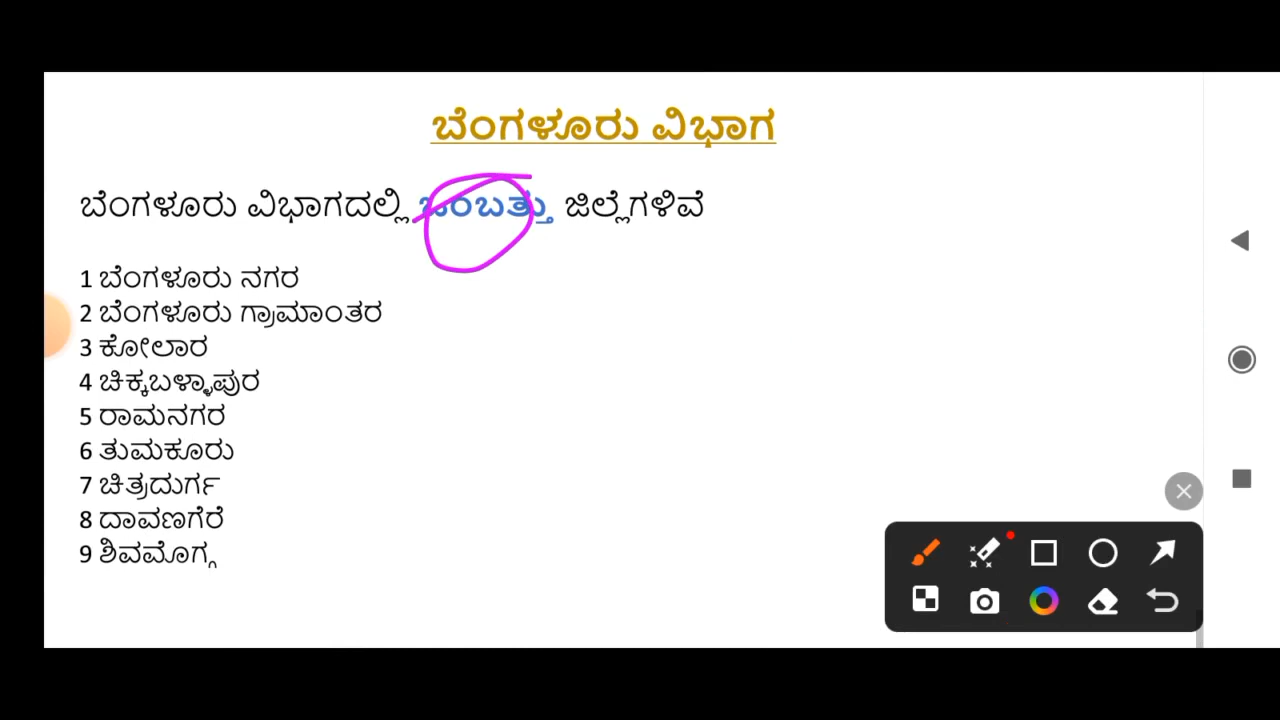 ಬೆಂಗಳೂರು ವಿಭಾಗ
ಬೆಂಗಳೂರು ವಿಭಾಗದಲ್ಲಿ ಒಂಬತ್ತು ಜಿಲ್ಲೆಗಳಿವೆ
1 ಬೆಂಗಳೂರು ನಗರ
2 ಬೆಂಗಳೂರು ಗ್ರಾಮಾಂತರ
3 ಕೋಲಾರ
4 ಚಿಕ್ಕಬಳ್ಳಾಪುರ
5 ರಾಮನಗರ
6 ತುಮಕೂರು
7 ಚಿತ್ರದುರ್ಗ
8 ದಾವಣಗೆರೆ
9 ಶಿವಮೊಗ್ಗ